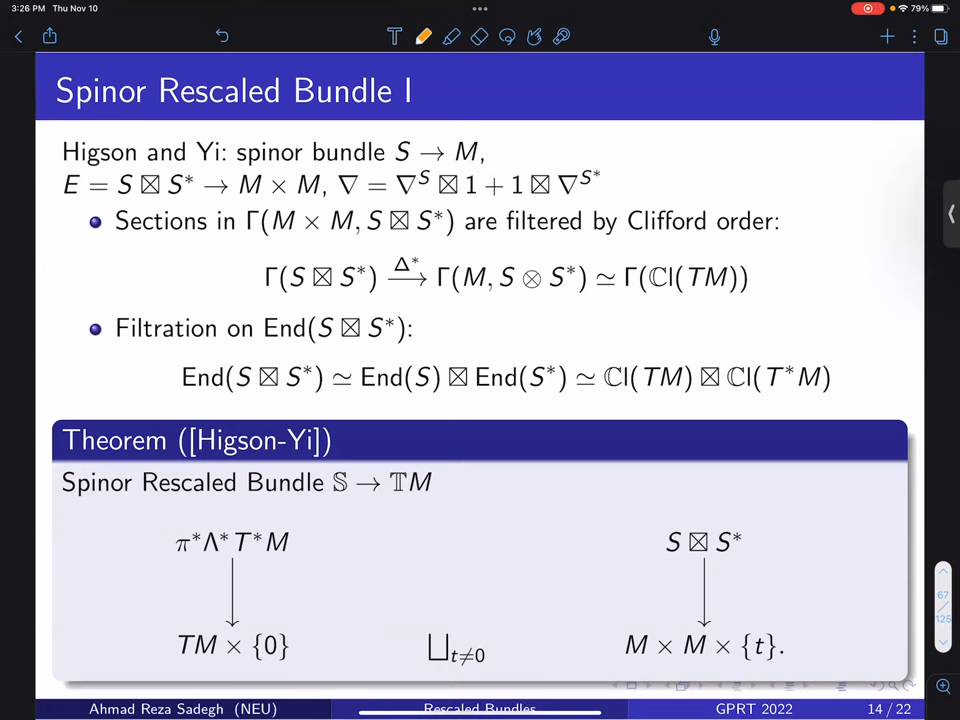 3:26 PM Thu Nov 10
79%
Spinor Rescaled Bundle I
Higson and Yi: spinor bundle S → M,
E = S ⊠ S* → M × M, ∇ = ∇^S ⊠ 1 + 1 ⊠ ∇^{S*}
Sections in Γ(M × M, S ⊠ S*) are filtered by Clifford order:
Γ(S ⊠ S*) —Δ*→ Γ(M, S ⊗ S*) ≃ Γ(ℂl(TM))
Filtration on End(S ⊠ S*):
End(S ⊠ S*) ≃ End(S) ⊠ End(S*) ≃ ℂl(TM) ⊠ ℂl(T*M)
Theorem ([Higson-Yi])
Spinor Rescaled Bundle 𝕊 → 𝕋M
π*Λ*T*M S ⊠ S*
TM × {0} ⊔_{t≠0} M × M × {t}.
Ahmad Reza Sadegh (NEU) Rescaled Bundles GPRT 2022 14 / 22
67
125